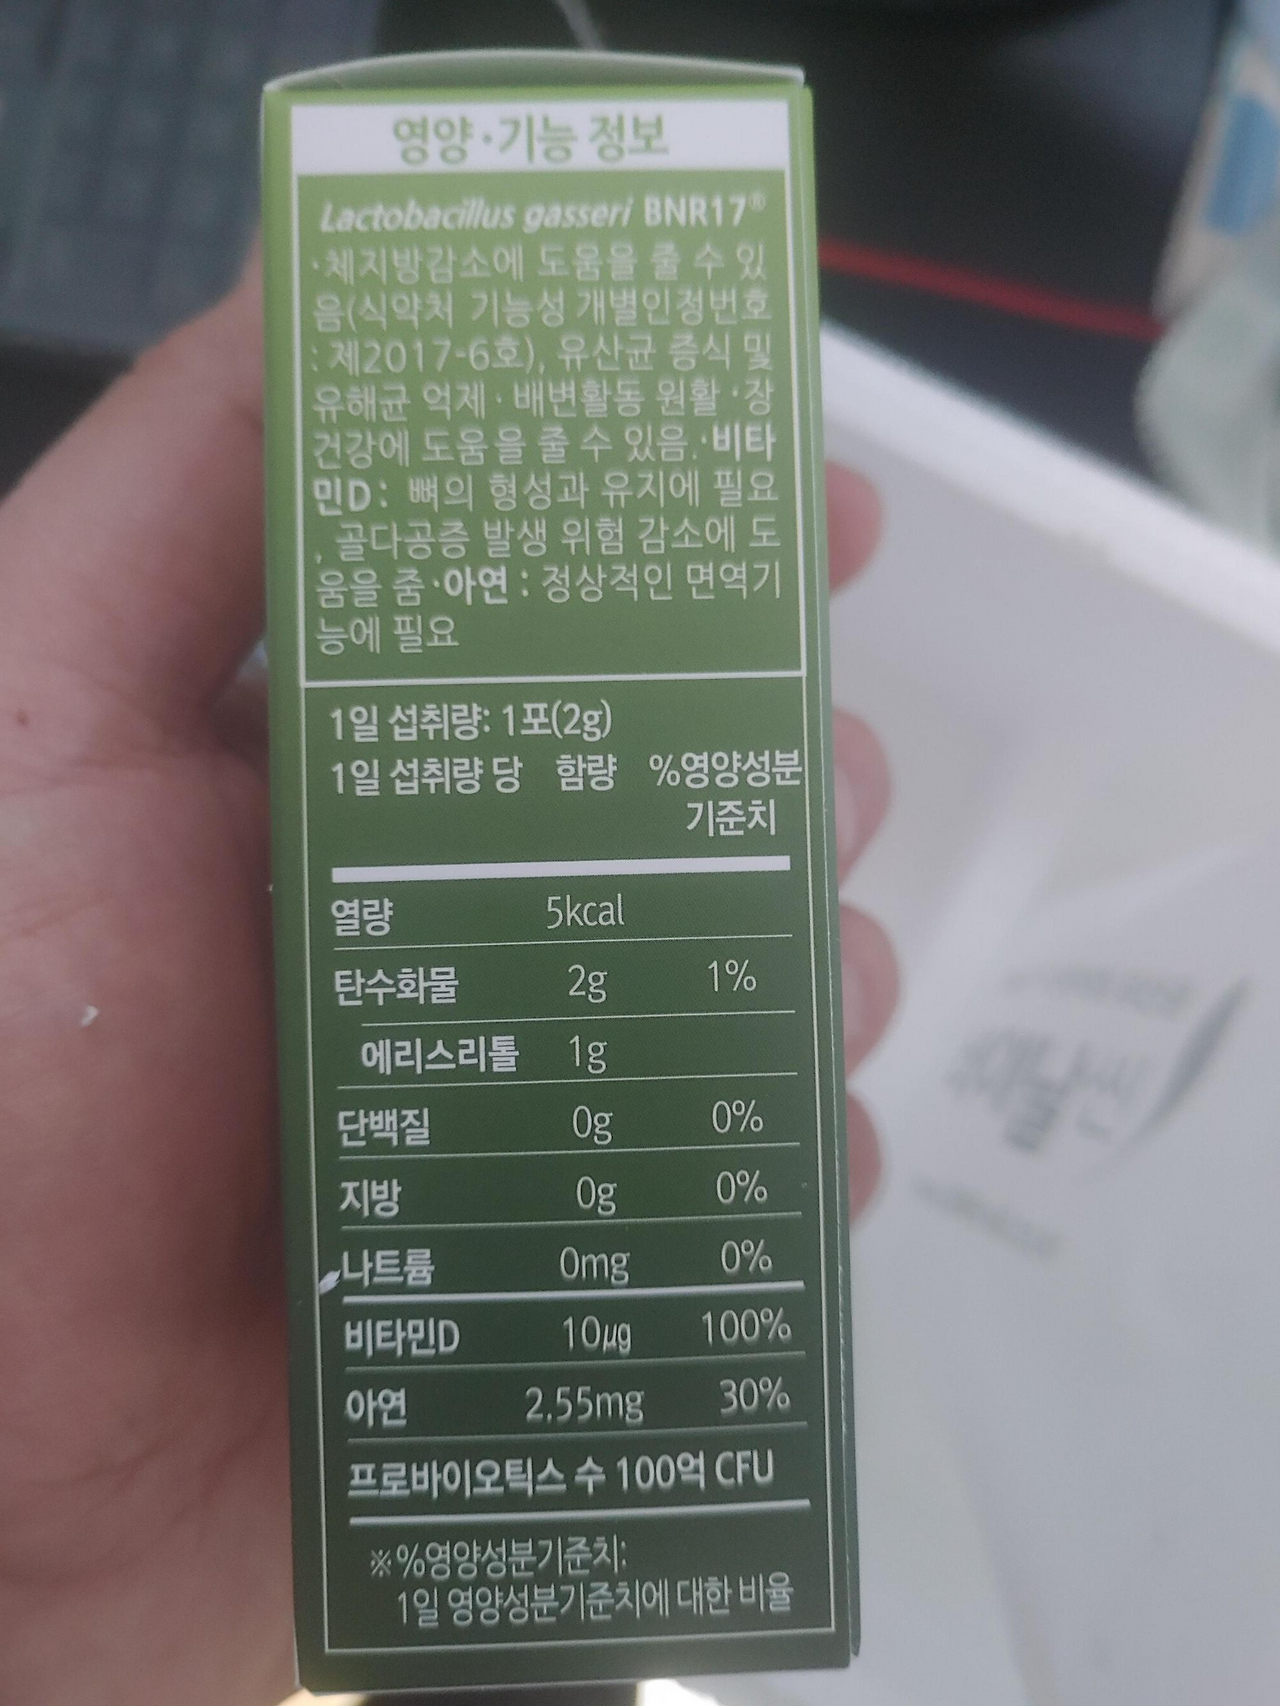 영양·기능 정보
Lactobacillus gasseri BNR17®
·체지방감소에 도움을 줄 수 있
음(식약처 기능성 개별인정번호
: 제2017-6호), 유산균 증식 및
유해균 억제· 배변활동 원활 ·장
건강에 도움을 줄 수 있음.·비타
민D: 뼈의 형성과 유지에 필요
, 골다공증 발생 위험 감소에 도
움을 줌·아연 : 정상적인 면역기
능에 필요
1일 섭취량: 1포(2g)
1일 섭취량 당 함량 %영양성분
기준치
열량 5kcal
탄수화물 2g 1%
에리스리톨 1g
단백질 0g 0%
지방 0g 0%
나트륨 0mg 0%
비타민D 10㎍ 100%
아연 2.55mg 30%
프로바이오틱스 수 100억 CFU
※%영양성분기준치:
1일 영양성분기준치에 대한 비율